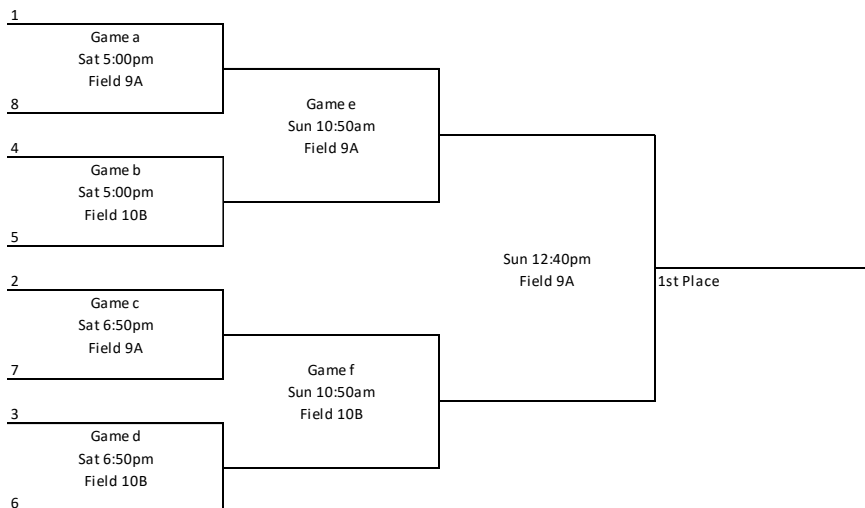 1
Game a
Sat 5:00pm
Field 9A
8
Game e
Sun 10:50am
Field 9A
4
Game b
Sat 5:00pm
Field 10B
5
Sun 12:40pm
Field 9A
1st Place
2
Game c
Sat 6:50pm
Field 9A
7
Game f
Sun 10:50am
Field 10B
3
Game d
Sat 6:50pm
Field 10B
6